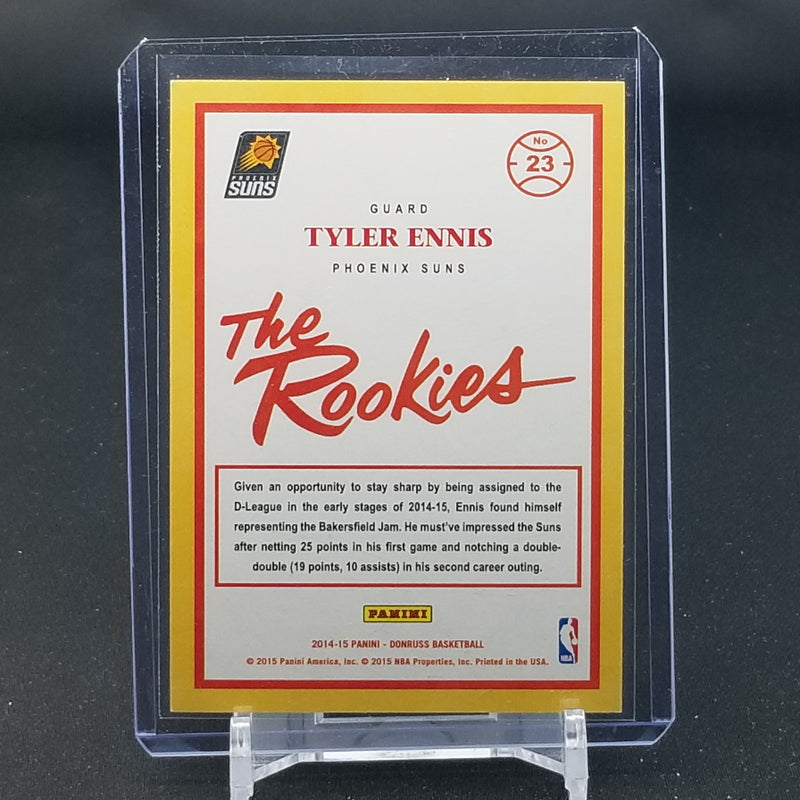 PHOENIX
SUNS
No
23
GUARD
TYLER ENNIS
PHOENIX SUNS
The
Rookies
Given an opportunity to stay sharp by being assigned to the
D-League in the early stages of 2014-15, Ennis found himself
representing the Bakersfield Jam. He must've impressed the Suns
after netting 25 points in his first game and notching a double-
double (19 points, 10 assists) in his second career outing.
PANINI
2014-15 PANINI - DONRUSS BASKETBALL
© 2015 Panini America, Inc. © 2015 NBA Properties, Inc. Printed in the USA.
NBA